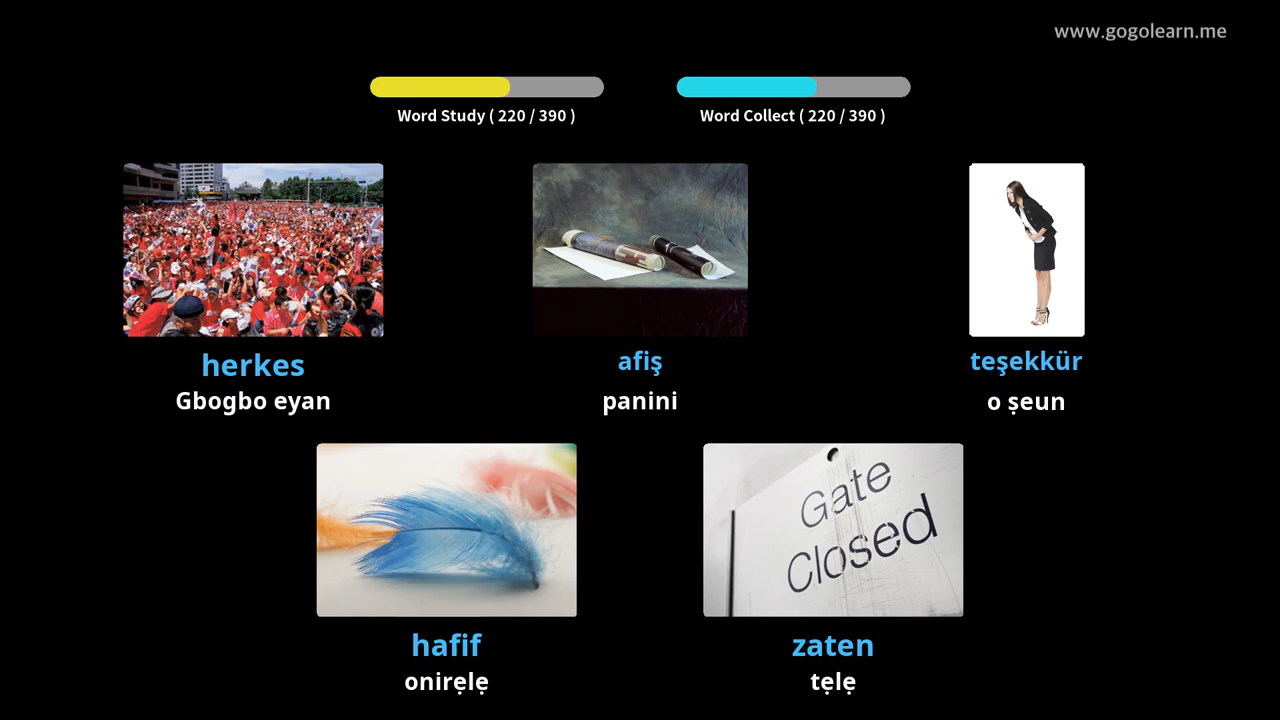 www.gogolearn.me
Word Study ( 220 / 390 )
Word Collect ( 220 / 390 )
herkes
Gbogbo eyan
afiş
panini
teşekkür
o ṣeun
Gate
Closed
hafif
onirẹlẹ
zaten
tẹlẹ